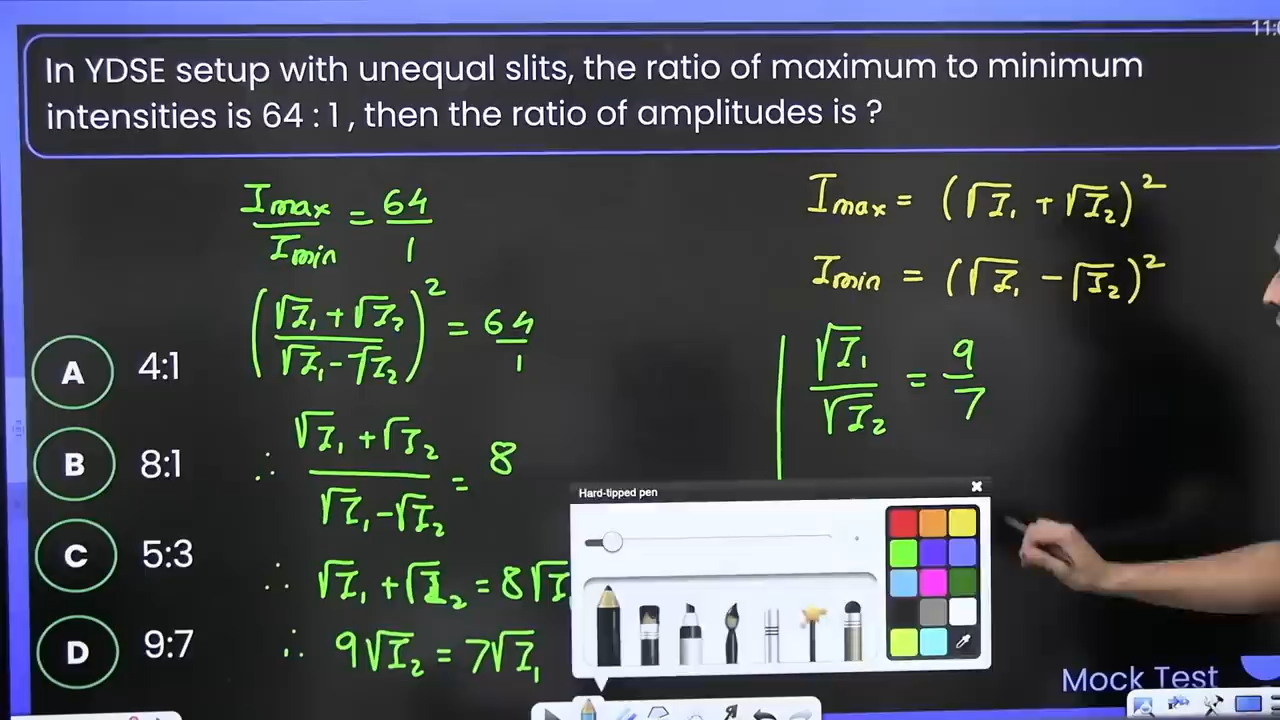 11:0
In YDSE setup with unequal slits, the ratio of maximum to minimum
intensities is 64 : 1, then the ratio of amplitudes is ?
Imax / Imin = 64 / 1
((√I₁ + √I₂) / (√I₁ - √I₂))² = 64 / 1
∴ (√I₁ + √I₂) / (√I₁ - √I₂) = 8
∴ √I₁ + √I₂ = 8√I
∴ 9√I₂ = 7√I₁
Imax = (√I₁ + √I₂)²
Imin = (√I₁ - √I₂)²
√I₁ / √I₂ = 9 / 7
A 4:1
B 8:1
C 5:3
D 9:7
Hard-tipped pen
Mock Test